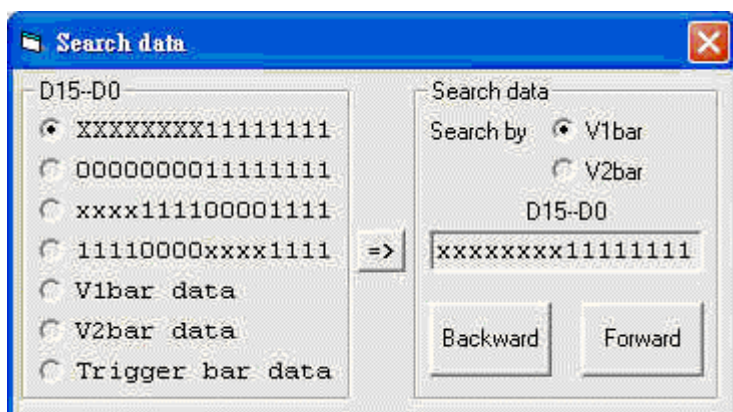 Search data
D15--D0
XXXXXXXX11111111
0000000011111111
xxxx111100001111
11110000xxxx1111
V1bar data
V2bar data
Trigger bar data
=>
Search data
Search by V1bar
V2bar
D15--D0
xxxxxxxx11111111
Backward Forward